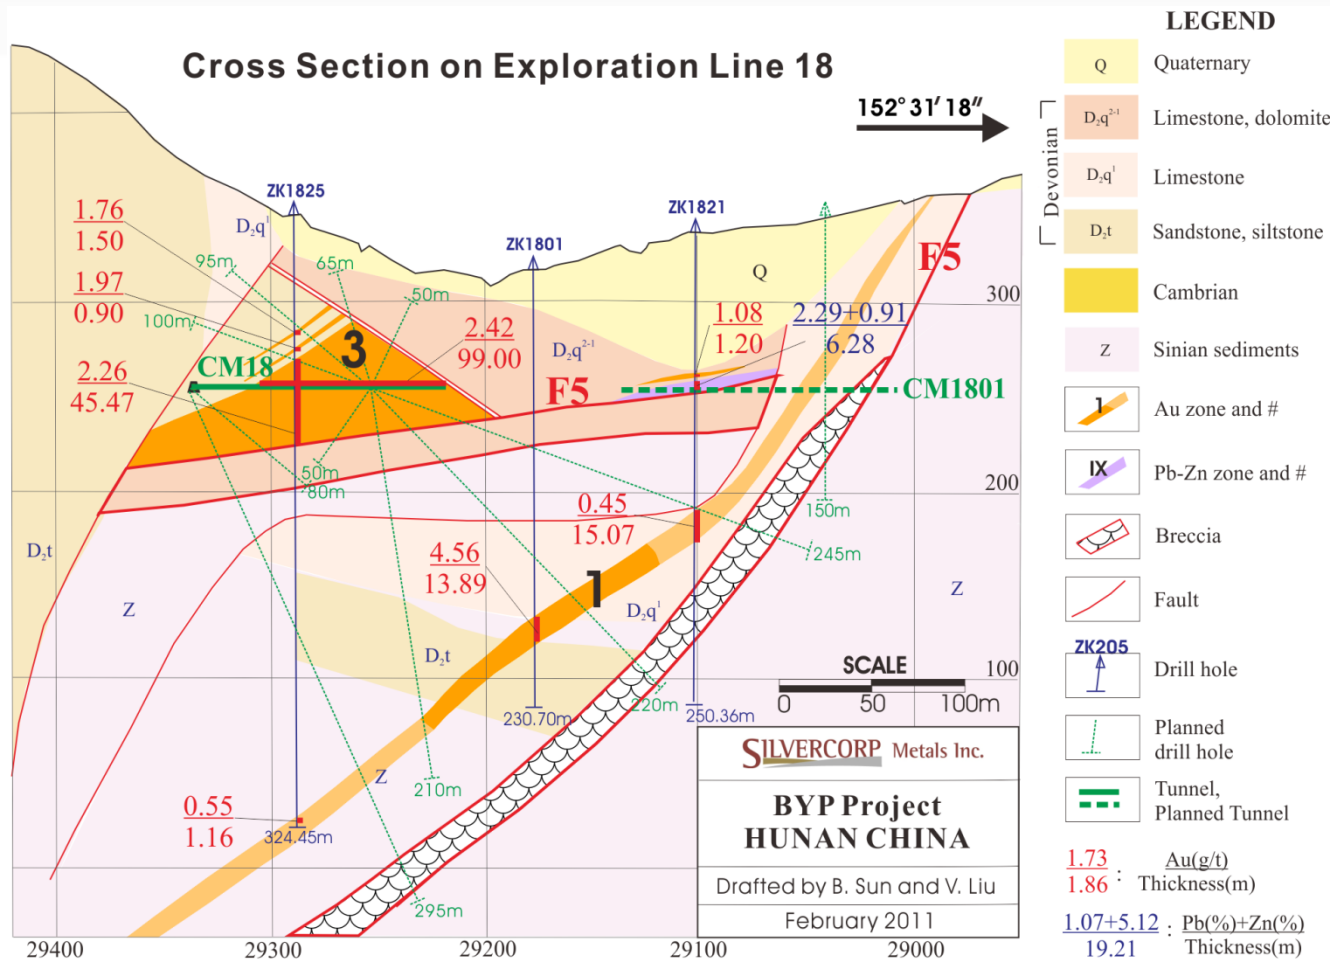 Cross Section on Exploration Line 18
152° 31′ 18″
LEGEND
Q Quaternary
Devonian
D₂q²⁻¹ Limestone, dolomite
D₂q¹ Limestone
D₂t Sandstone, siltstone
Cambrian
Z Sinian sediments
1 Au zone and #
IX Pb-Zn zone and #
Breccia
Fault
ZK205
Drill hole
Planned
drill hole
Tunnel,
Planned Tunnel
1.73
1.86
:
Au(g/t)
Thickness(m)
1.07+5.12
19.21
:
Pb(%)+Zn(%)
Thickness(m)
ZK1825
ZK1801
ZK1821
1.76
1.50
D₂q¹
95m
65m
50m
1.97
0.90
100m
3
2.42
99.00
D₂q²⁻¹
Q
1.08
1.20
2.29+0.91
6.28
F5
300
CM18
2.26
45.47
F5
CM1801
50m
80m
200
0.45
15.07
150m
245m
D₂t
Z
4.56
13.89
1
D₂q¹
Z
D₂t
SCALE
0 50 100m
100
220m
230.70m
250.36m
Z
210m
0.55
1.16
324.45m
295m
SILVERCORP Metals Inc.
BYP Project
HUNAN CHINA
Drafted by B. Sun and V. Liu
February 2011
29400 29300 29200 29100 29000